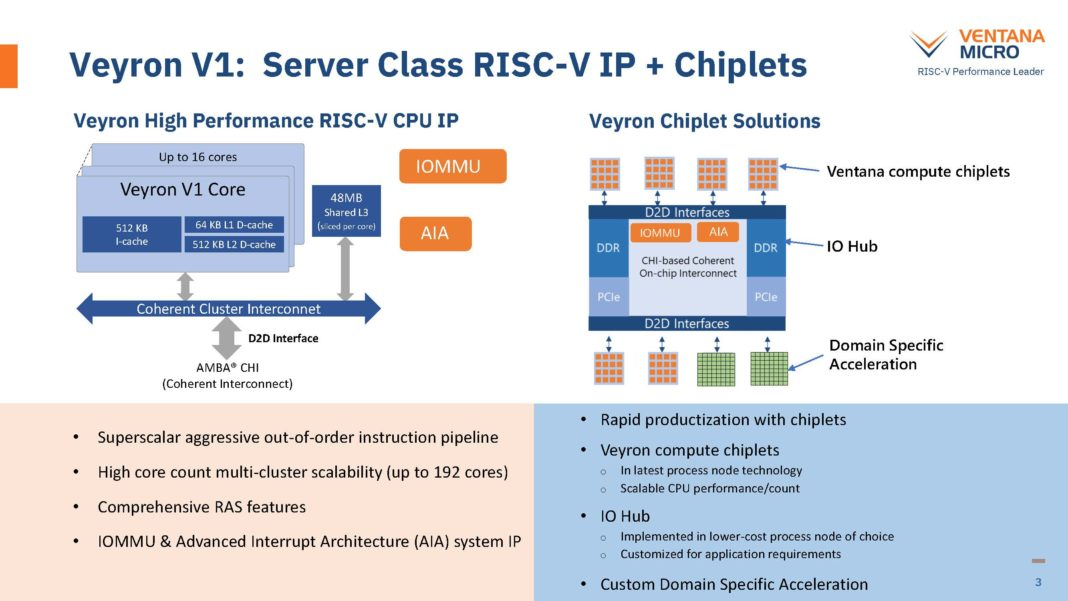 Veyron V1: Server Class RISC-V IP + Chiplets
VENTANA
MICRO
RISC-V Performance Leader
Veyron High Performance RISC-V CPU IP
Up to 16 cores
Veyron V1 Core
512 KB
I-cache
64 KB L1 D-cache
512 KB L2 D-cache
48MB
Shared L3
(sliced per core)
IOMMU
AIA
Coherent Cluster Interconnet
D2D Interface
AMBA® CHI
(Coherent Interconnect)
Veyron Chiplet Solutions
Ventana compute chiplets
D2D Interfaces
IOMMU
AIA
DDR
DDR
IO Hub
CHI-based Coherent
On-chip Interconnect
PCIe
PCIe
D2D Interfaces
Domain Specific
Acceleration
• Superscalar aggressive out-of-order instruction pipeline
• High core count multi-cluster scalability (up to 192 cores)
• Comprehensive RAS features
• IOMMU & Advanced Interrupt Architecture (AIA) system IP
• Rapid productization with chiplets
• Veyron compute chiplets
o In latest process node technology
o Scalable CPU performance/count
• IO Hub
o Implemented in lower-cost process node of choice
o Customized for application requirements
• Custom Domain Specific Acceleration
3